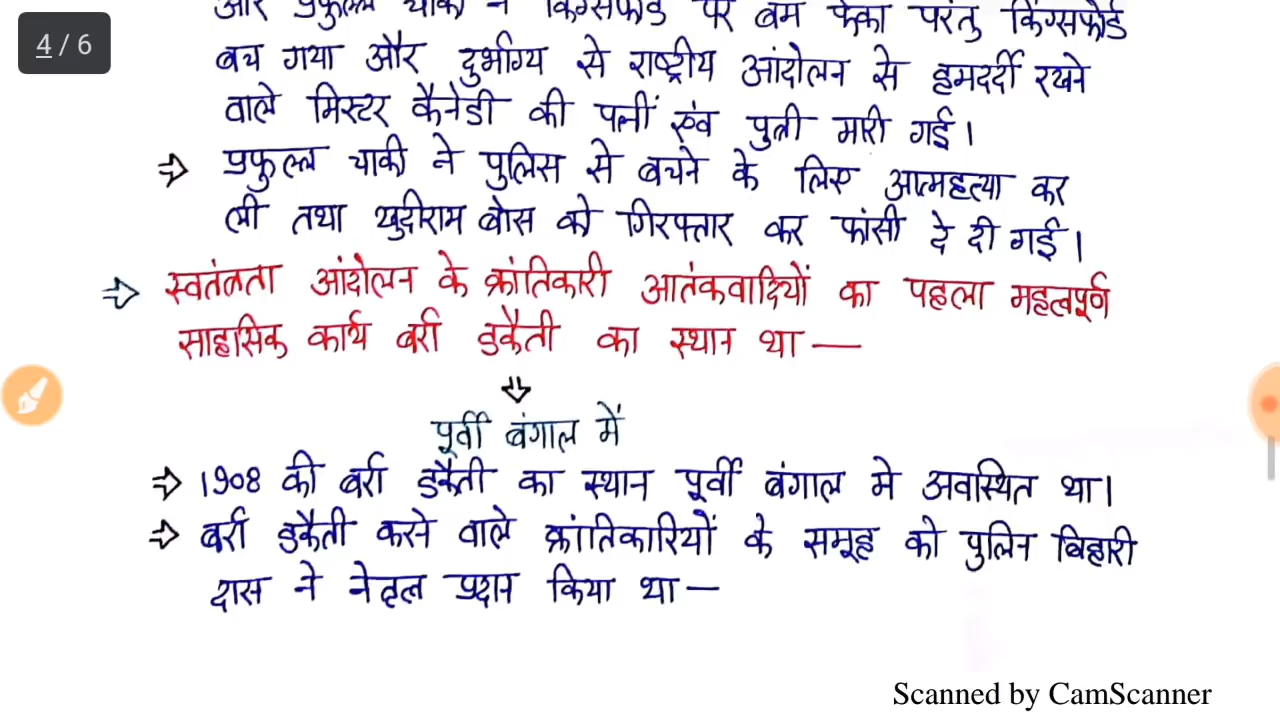 4 / 6
और प्रफुल्ल चाकी ने किंग्सफोर्ड पर बम फेका परंतु किंग्सफोर्ड
बच गया और दुर्भाग्य से राष्ट्रीय आंदोलन से हमदर्दी रखने
वाले मिस्टर कैनेडी की पत्नी एंव पुत्री मारी गई।
⇒ प्रफुल्ल चाकी ने पुलिस से बचने के लिए आत्महत्या कर
ली तथा खुदीराम बोस को गिरफ्तार कर फांसी दे दी गई।
⇒ स्वतंत्रता आंदोलन के क्रांतिकारी आतंकवादियों का पहला महत्वपूर्ण
साहसिक कार्य बर्रा डकैती का स्थान था —
⇓
पूर्वी बंगाल में
⇒ 1908 की बर्रा डकैती का स्थान पूर्वी बंगाल मे अवस्थित था।
⇒ बर्रा डकैती करने वाले क्रांतिकारियों के समूह को पुलिन बिहारी
दास ने नेतृत्व प्रदान किया था —
Scanned by CamScanner